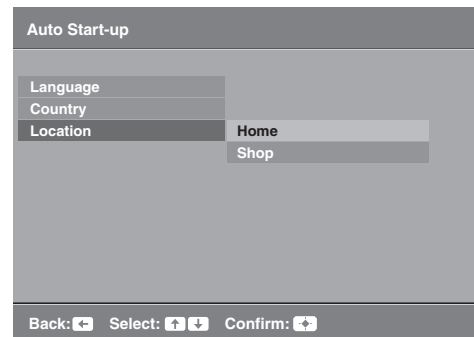 Auto Start-up
Language
Country
Location Home
Shop
Back: Select: Confirm: